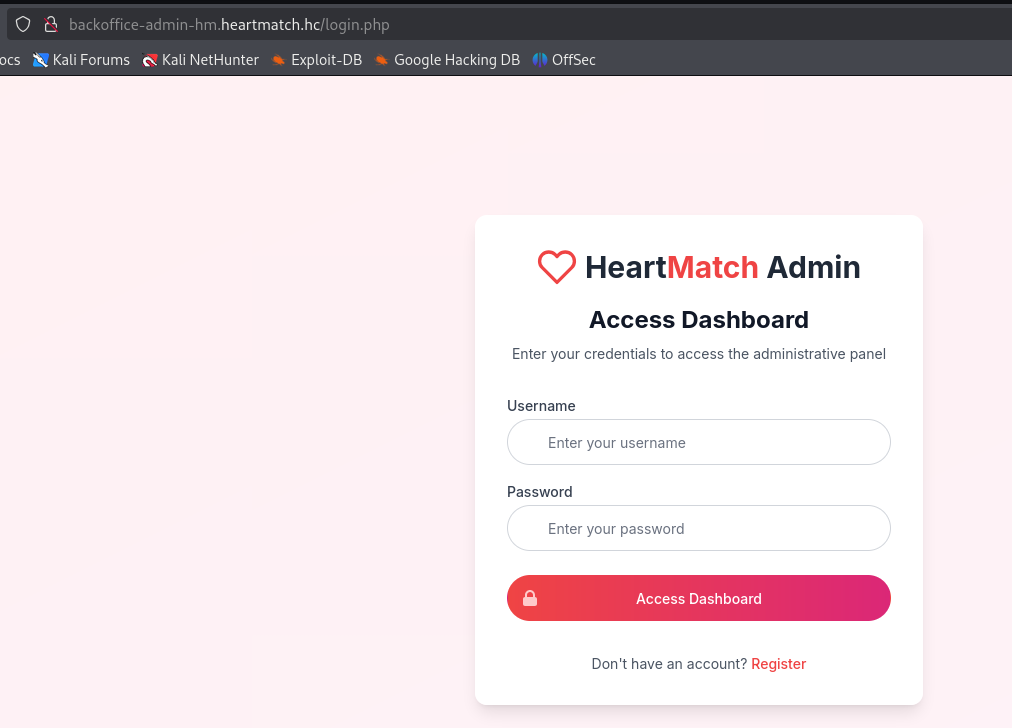 backoffice-admin-hm.heartmatch.hc/login.php
ocs Kali Forums Kali NetHunter Exploit-DB Google Hacking DB OffSec
HeartMatch Admin
Access Dashboard
Enter your credentials to access the administrative panel
Username
Enter your username
Password
Enter your password
Access Dashboard
Don't have an account? Register